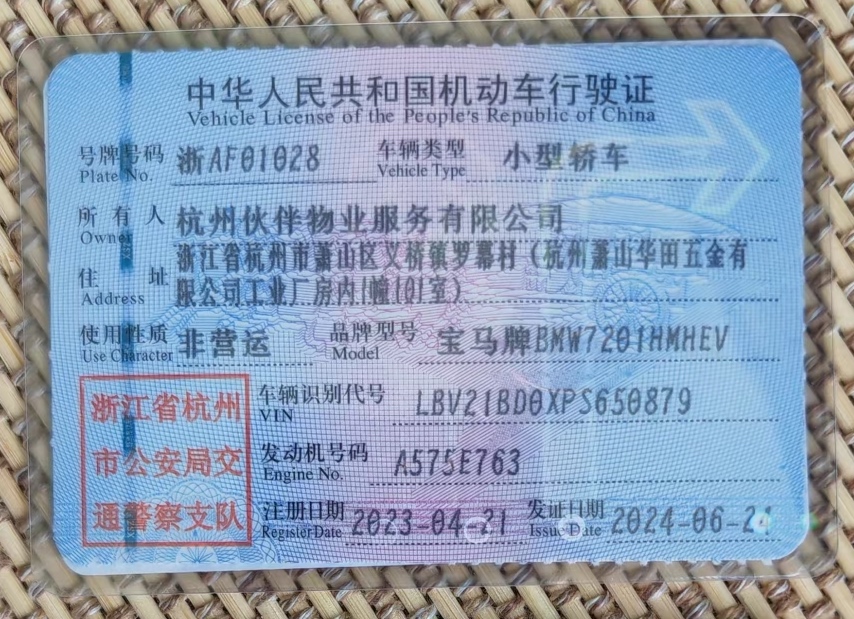 中华人民共和国机动车行驶证
Vehicle License of the People's Republic of China
号牌号码 浙AF01028 车辆类型 小型轿车
Plate No. Vehicle Type
所有人 杭州伙伴物业服务有限公司
Owner
住址 浙江省杭州市萧山区义桥镇罗幕村（杭州萧山华田五金有
Address 限公司工业厂房内1幢101室）
使用性质 非营运 品牌型号 宝马牌BMW7201HMHEV
Use Character Model
浙江省杭州 车辆识别代号 LBV21BD0XPS650879
VIN
市公安局交 发动机号码 A575E763
Engine No.
通警察支队 注册日期 2023-04-21 发证日期 2024-06-2
Register Date Issue Date